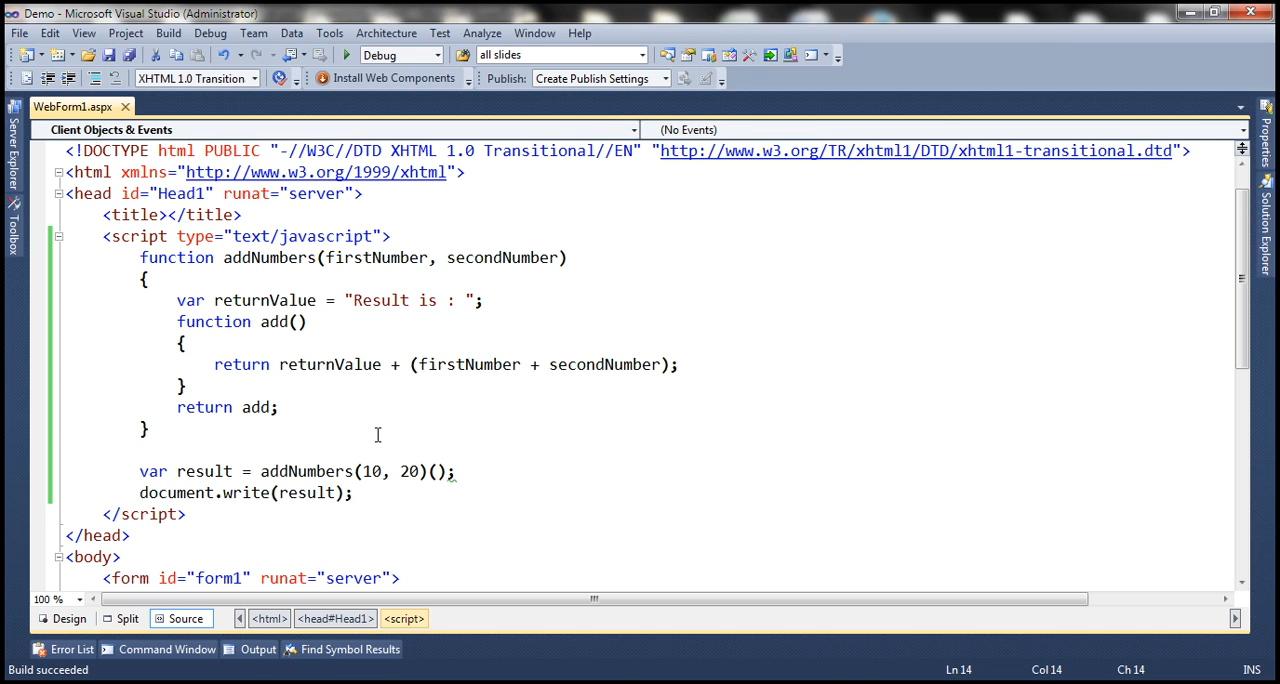 Demo - Microsoft Visual Studio (Administrator)
File Edit View Project Build Debug Team Data Tools Architecture Test Analyze Window Help
Debug all slides
XHTML 1.0 Transition Install Web Components Publish: Create Publish Settings
WebForm1.aspx
Client Objects & Events (No Events)
<!DOCTYPE html PUBLIC "-//W3C//DTD XHTML 1.0 Transitional//EN" "http://www.w3.org/TR/xhtml1/DTD/xhtml1-transitional.dtd">
<html xmlns="http://www.w3.org/1999/xhtml">
<head id="Head1" runat="server">
<title></title>
<script type="text/javascript">
function addNumbers(firstNumber, secondNumber)
{
var returnValue = "Result is : ";
function add()
{
return returnValue + (firstNumber + secondNumber);
}
return add;
}
var result = addNumbers(10, 20)();
document.write(result);
</script>
</head>
<body>
<form id="form1" runat="server">
100 %
Design Split Source <html> <head#Head1> <script>
Error List Command Window Output Find Symbol Results
Build succeeded Ln 14 Col 14 Ch 14 INS
Server Explorer
Toolbox
Properties
Solution Explorer